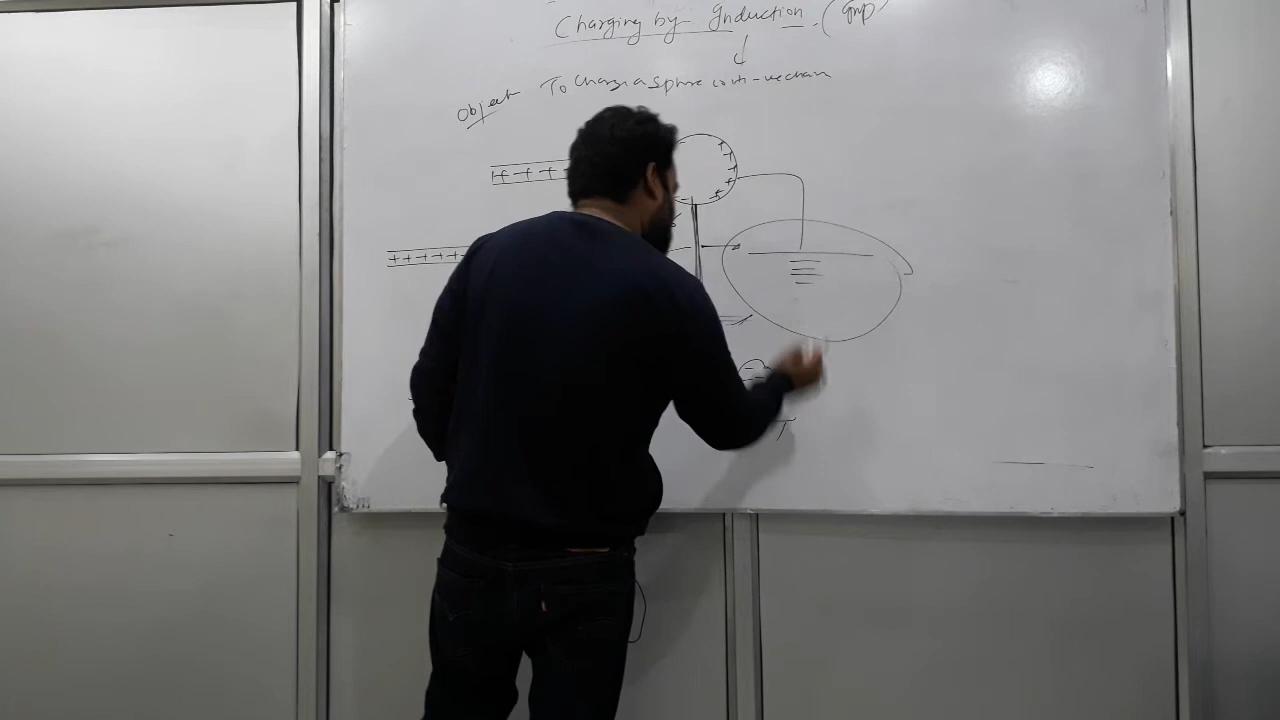 Charging by Induction. (Imp)
Object To Charge a Sphere with -ve charge
+ + +
+ + + + +